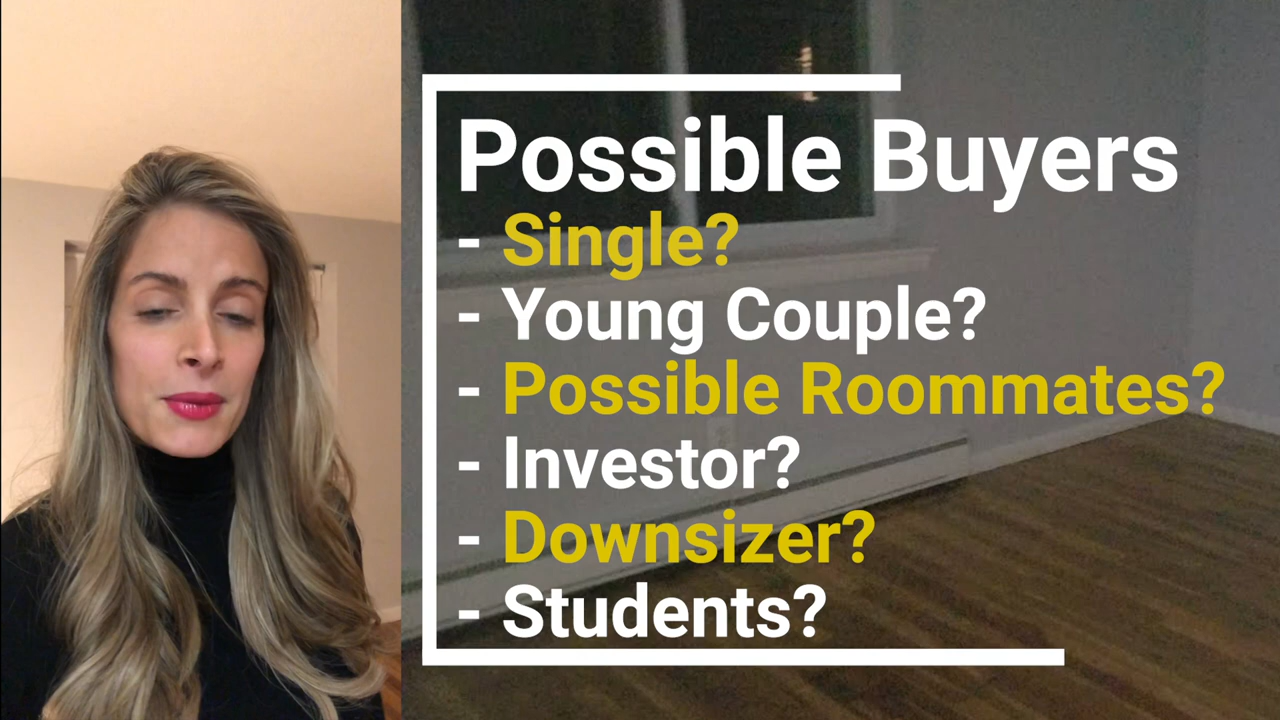 Possible Buyers
- Single?
- Young Couple?
- Possible Roommates?
- Investor?
- Downsizer?
- Students?